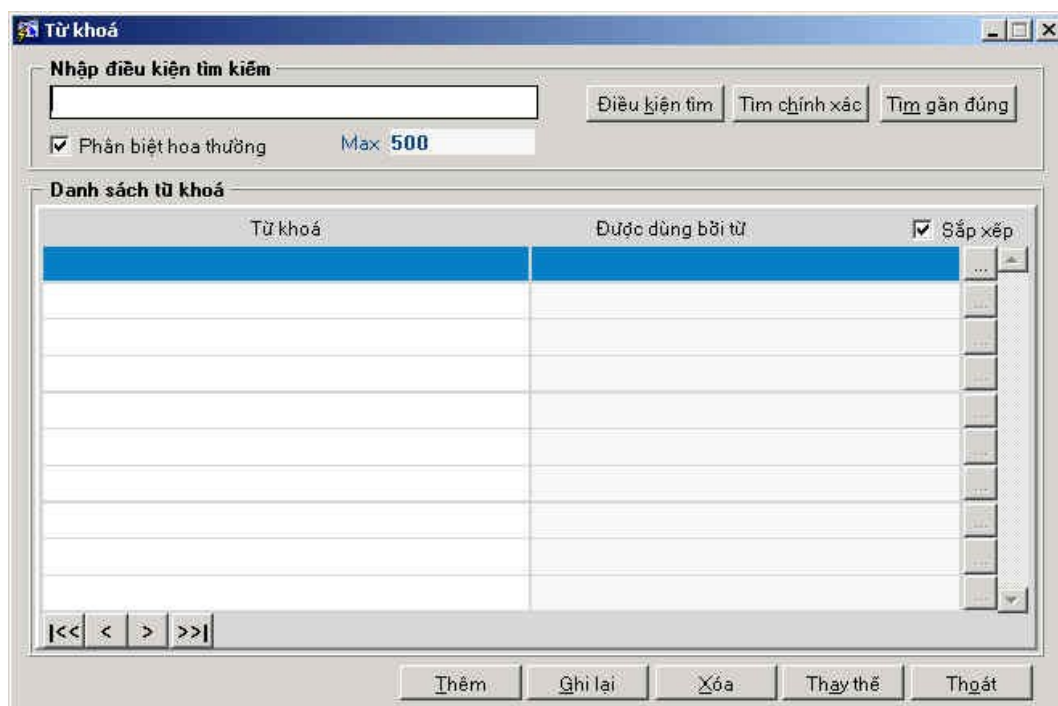 Từ khoá
Nhập điều kiện tìm kiếm
Điều kiện tìm Tìm chính xác Tìm gần đúng
Phân biệt hoa thường Max 500
Danh sách từ khoá
Từ khoá Được dùng bởi từ Sắp xếp
...
...
...
...
...
...
...
...
...
...
|<< < > >>|
Thêm Ghi lại Xóa Thay thế Thoát